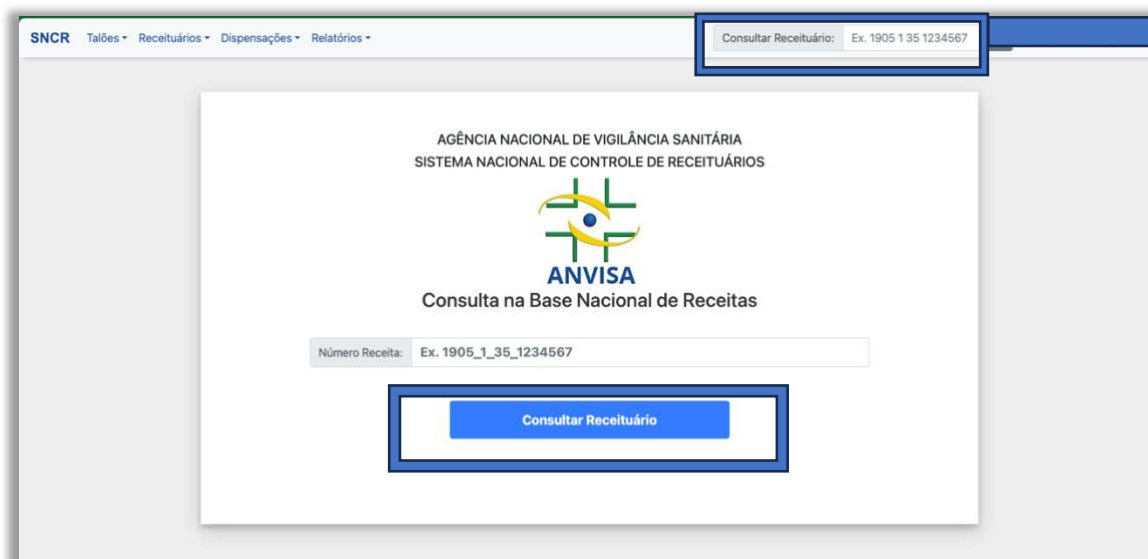 SNCR Talões Receituários Dispensações Relatórios Consultar Receituário: Ex. 1905 1 35 1234567
AGÊNCIA NACIONAL DE VIGILÂNCIA SANITÁRIA
SISTEMA NACIONAL DE CONTROLE DE RECEITUÁRIOS
ANVISA
Consulta na Base Nacional de Receitas
Número Receita: Ex. 1905_1_35_1234567
Consultar Receituário